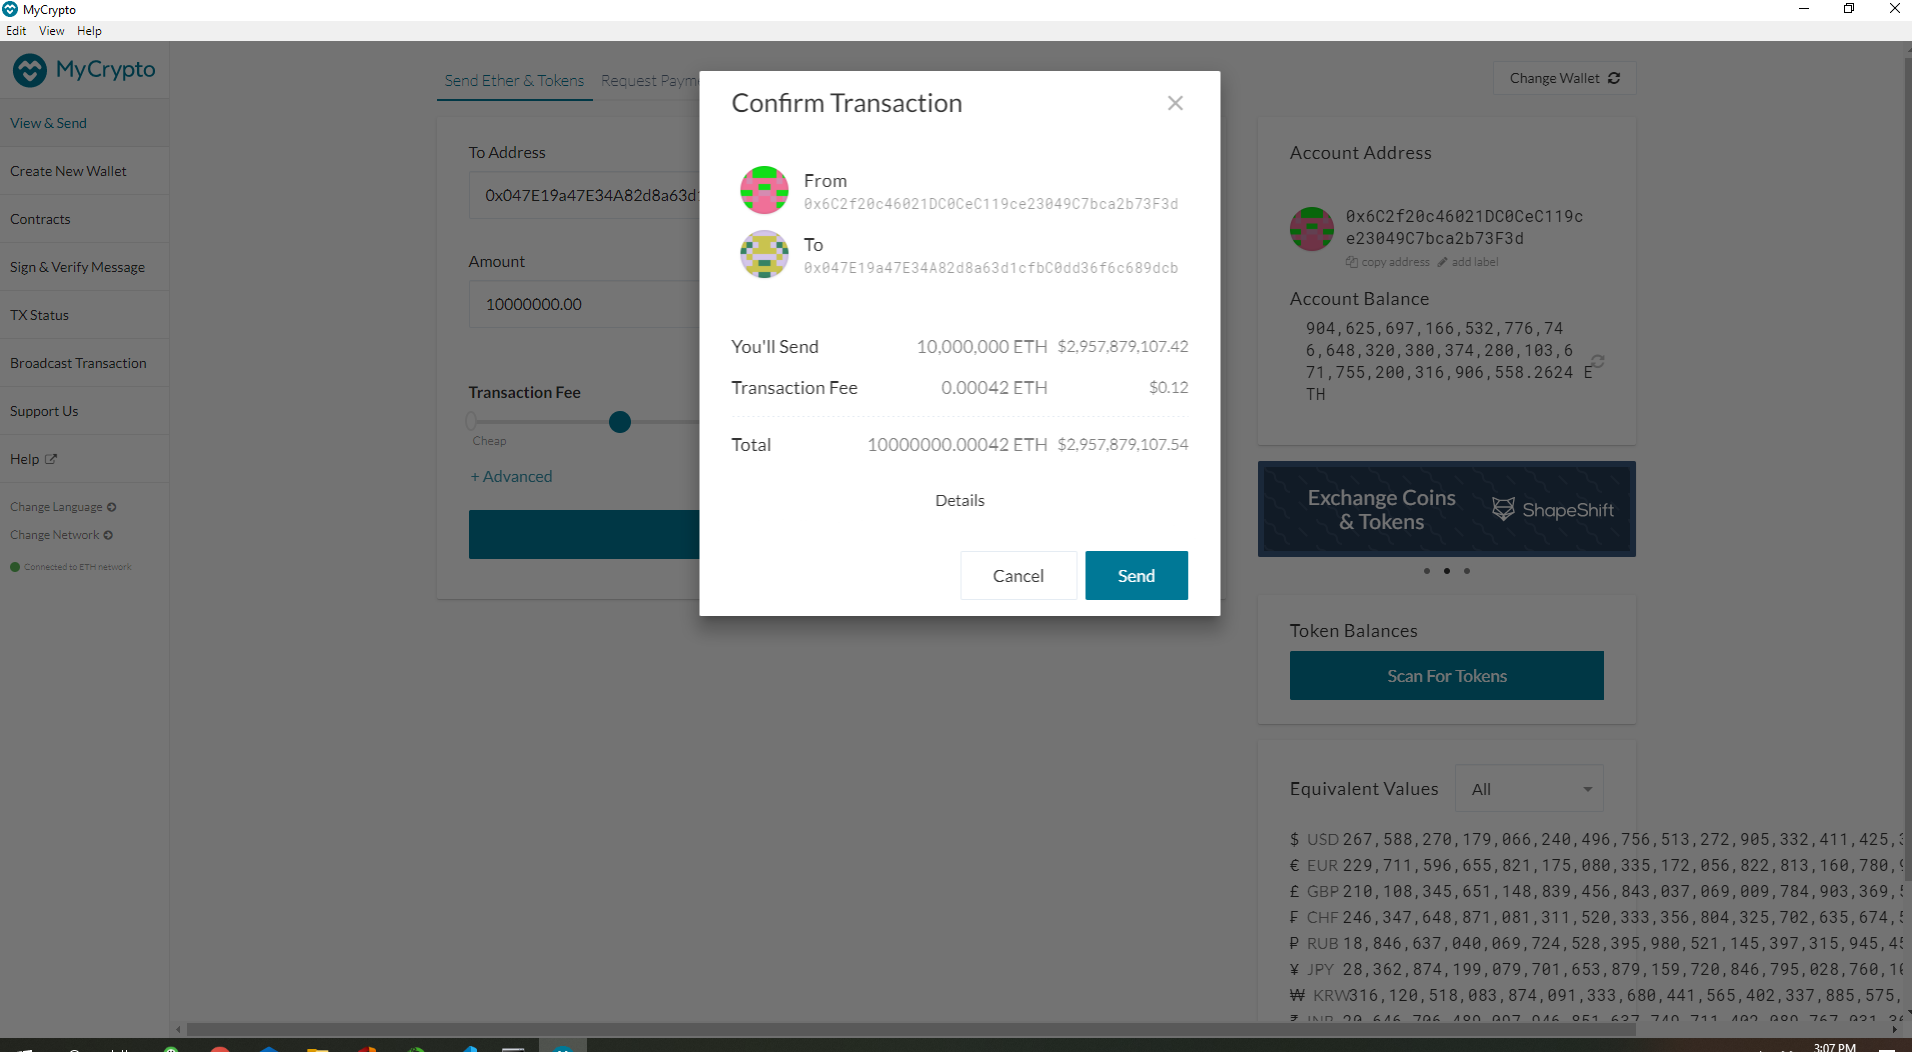 MyCrypto
Edit View Help
MyCrypto
View & Send
Create New Wallet
Contracts
Sign & Verify Message
TX Status
Broadcast Transaction
Support Us
Help
Change Language
Change Network
Connected to ETH network
Send Ether & Tokens
Request Paym
To Address
0x047E19a47E34A82d8a63d1
Amount
10000000.00
Transaction Fee
Cheap
+ Advanced
Confirm Transaction
From
0x6C2f20c46021DC0CeC119ce23049C7bca2b73F3d
To
0x047E19a47E34A82d8a63d1cfbC0dd36f6c689dcb
You'll Send 10,000,000 ETH $2,957,879,107.42
Transaction Fee 0.00042 ETH $0.12
Total 10000000.00042 ETH $2,957,879,107.54
Details
Cancel
Send
Change Wallet
Account Address
0x6C2f20c46021DC0CeC119c
e23049C7bca2b73F3d
copy address add label
Account Balance
904,625,697,166,532,776,74
6,648,320,380,374,280,103,6
71,755,200,316,906,558.2624 E
TH
Exchange Coins
& Tokens
ShapeShift
Token Balances
Scan For Tokens
Equivalent Values All
$ USD 267,588,270,179,066,240,496,756,513,272,905,332,411,425,
€ EUR 229,711,596,655,821,175,080,335,172,056,822,813,160,780,
£ GBP 210,108,345,651,148,839,456,843,037,069,009,784,903,369,
₣ CHF 246,347,648,871,081,311,520,333,356,804,325,702,635,674,
₽ RUB 18,846,637,040,069,724,528,395,980,521,145,397,315,945,45
¥ JPY 28,362,874,199,079,701,653,879,159,720,846,795,028,760,10
₩ KRW 316,120,518,083,874,091,333,680,441,565,402,337,885,575,
3:07 PM